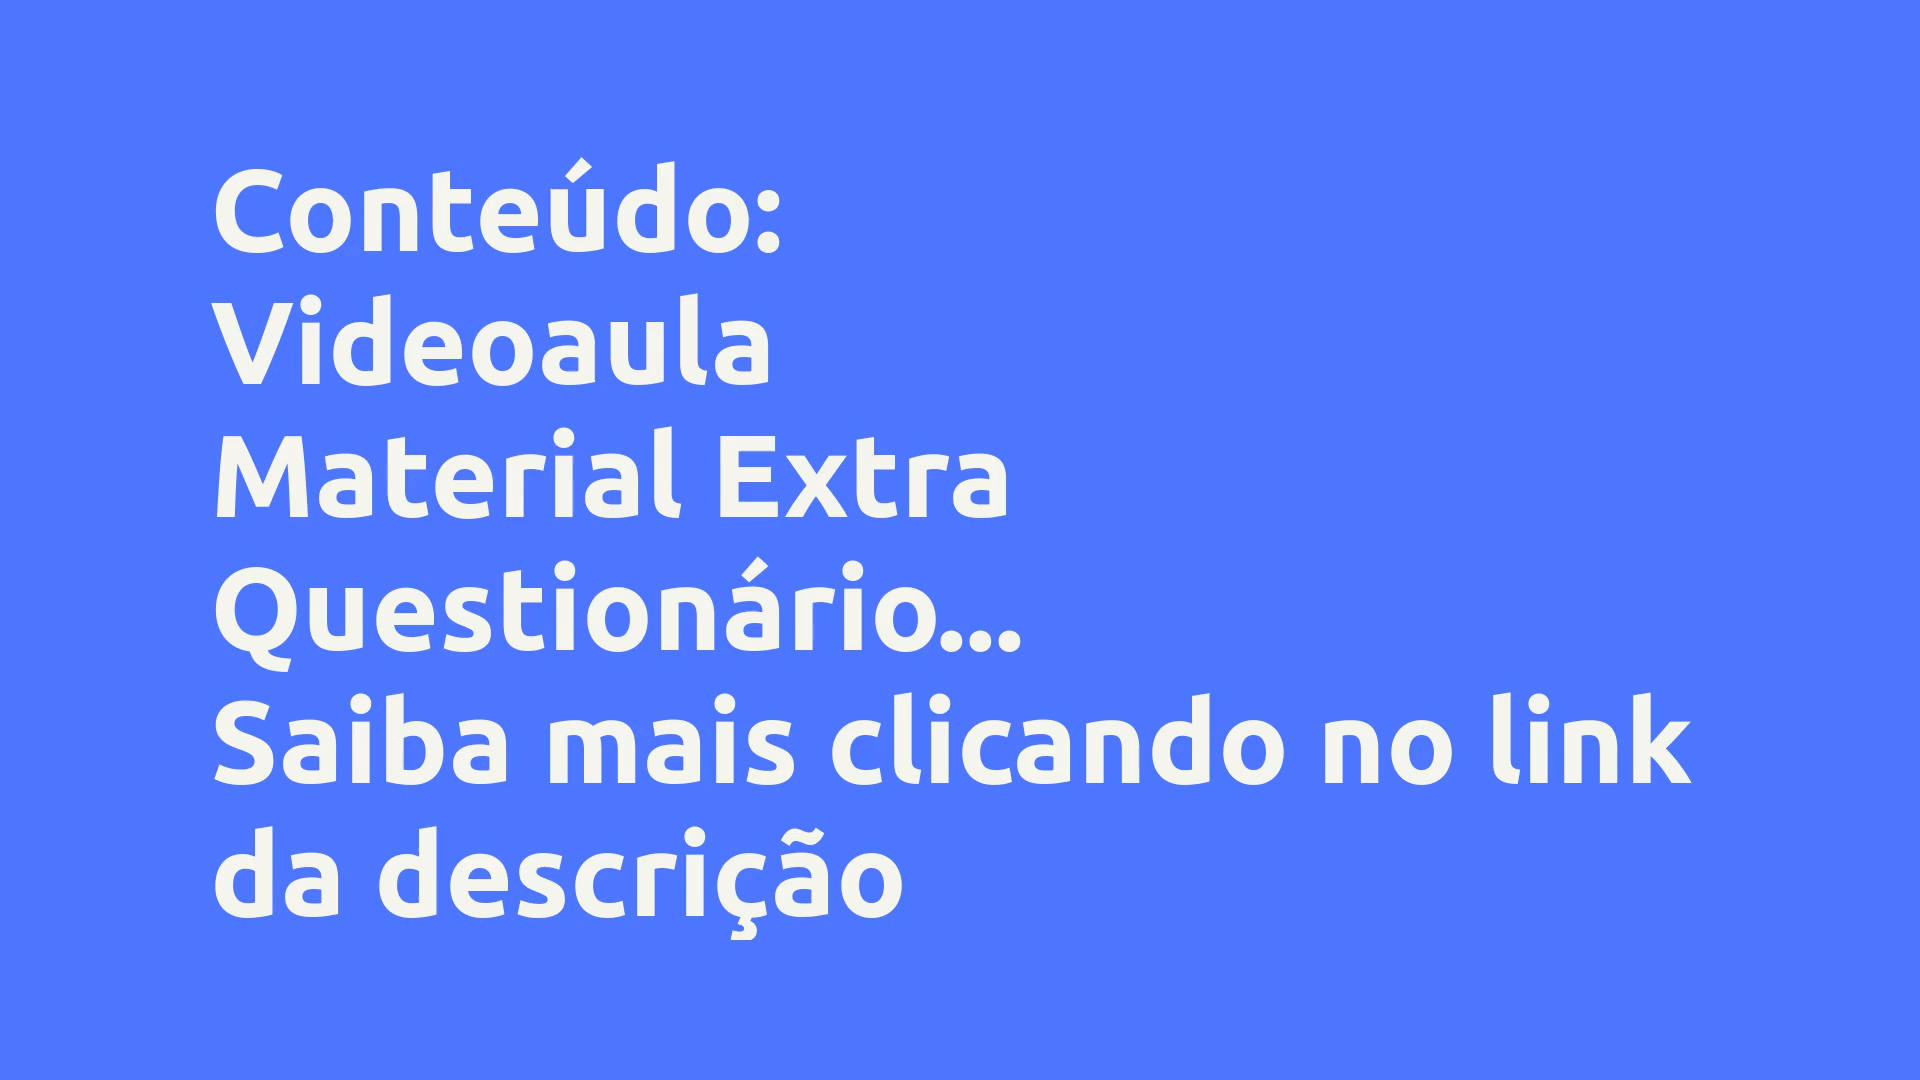 Conteúdo:
Videoaula
Material Extra
Questionário...
Saiba mais clicando no link
da descrição